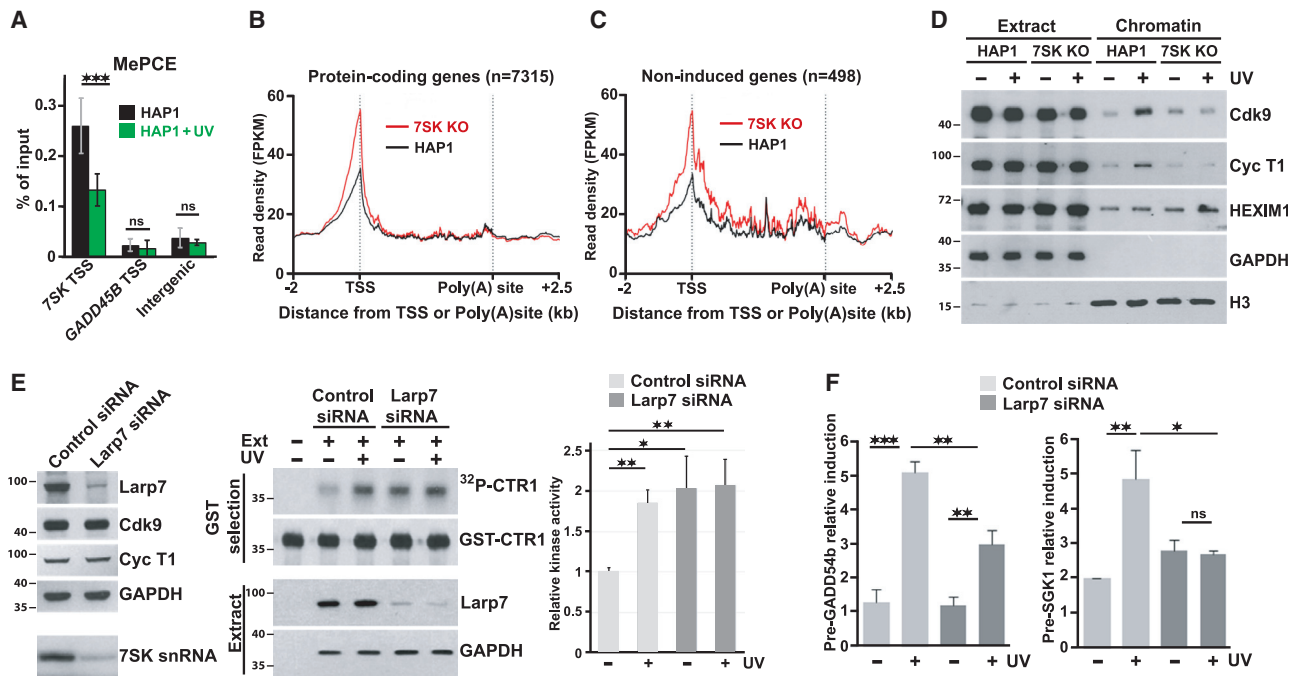 A
MePCE
***
HAP1
HAP1 + UV
% of input
0.3
0.2
0.1
0
ns
ns
7SK TSS
GADD45B TSS
Intergenic
B
Protein-coding genes (n=7315)
Read density (FPKM)
60
40
20
0
7SK KO
HAP1
-2
TSS
Poly(A) site
+2.5
Distance from TSS or Poly(A)site (kb)
C
Non-induced genes (n=498)
Read density (FPKM)
60
40
20
0
7SK KO
HAP1
-2
TSS
Poly(A) site
+2.5
Distance from TSS or Poly(A)site (kb)
D
Extract Chromatin
HAP1 7SK KO HAP1 7SK KO
– + – + – + – + UV
40 Cdk9
100 Cyc T1
72 HEXIM1
55
40 GAPDH
35
15 H3
E
Control siRNA
Larp7 siRNA
100 Larp7
40 Cdk9
100 Cyc T1
40 GAPDH
35
7SK snRNA
Control siRNA
Larp7 siRNA
Ext – + + + +
UV – – + – +
GST selection
35 32P-CTR1
35 GST-CTR1
Extract
100 Larp7
40 GAPDH
35
Control siRNA
Larp7 siRNA
Relative kinase activity
2.5
2
1.5
1
0.5
0
**
*
**
– + – + UV
F
Control siRNA
Larp7 siRNA
Pre-GADD54b relative induction
6
5
4
3
2
1
0
***
**
**
– + – + UV
Pre-SGK1 relative induction
6
5
4
3
2
1
0
**
*
ns
– + – + UV